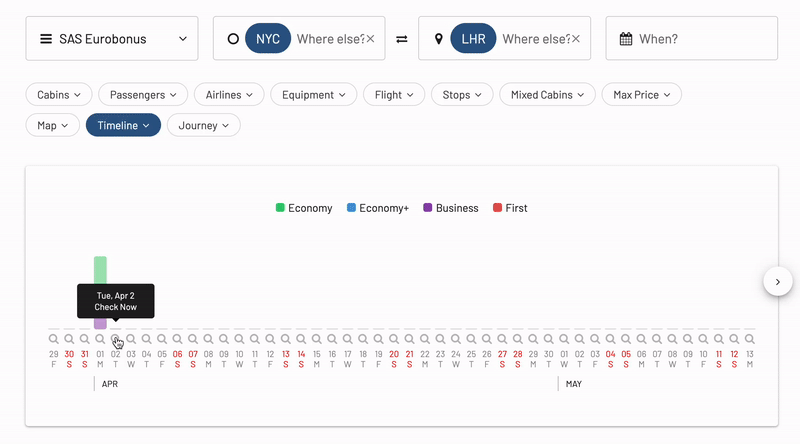 SAS Eurobonus
NYC Where else?
LHR Where else?
When?
Cabins Passengers Airlines Equipment Flight Stops Mixed Cabins Max Price
Map Timeline Journey
Economy Economy+ Business First
Tue, Apr 2
Check Now
29 30 31 01 02 03 04 05 06 07 08 09 10 11 12 13 14 15 16 17 18 19 20 21 22 23 24 25 26 27 28 29 30 01 02 03 04 05 06 07 08 09 10 11 12 13
F S S M T W T F S S M T W T F S S M T W T F S S M T W T F S S M T W T F S S M T W T F S S M
APR MAY